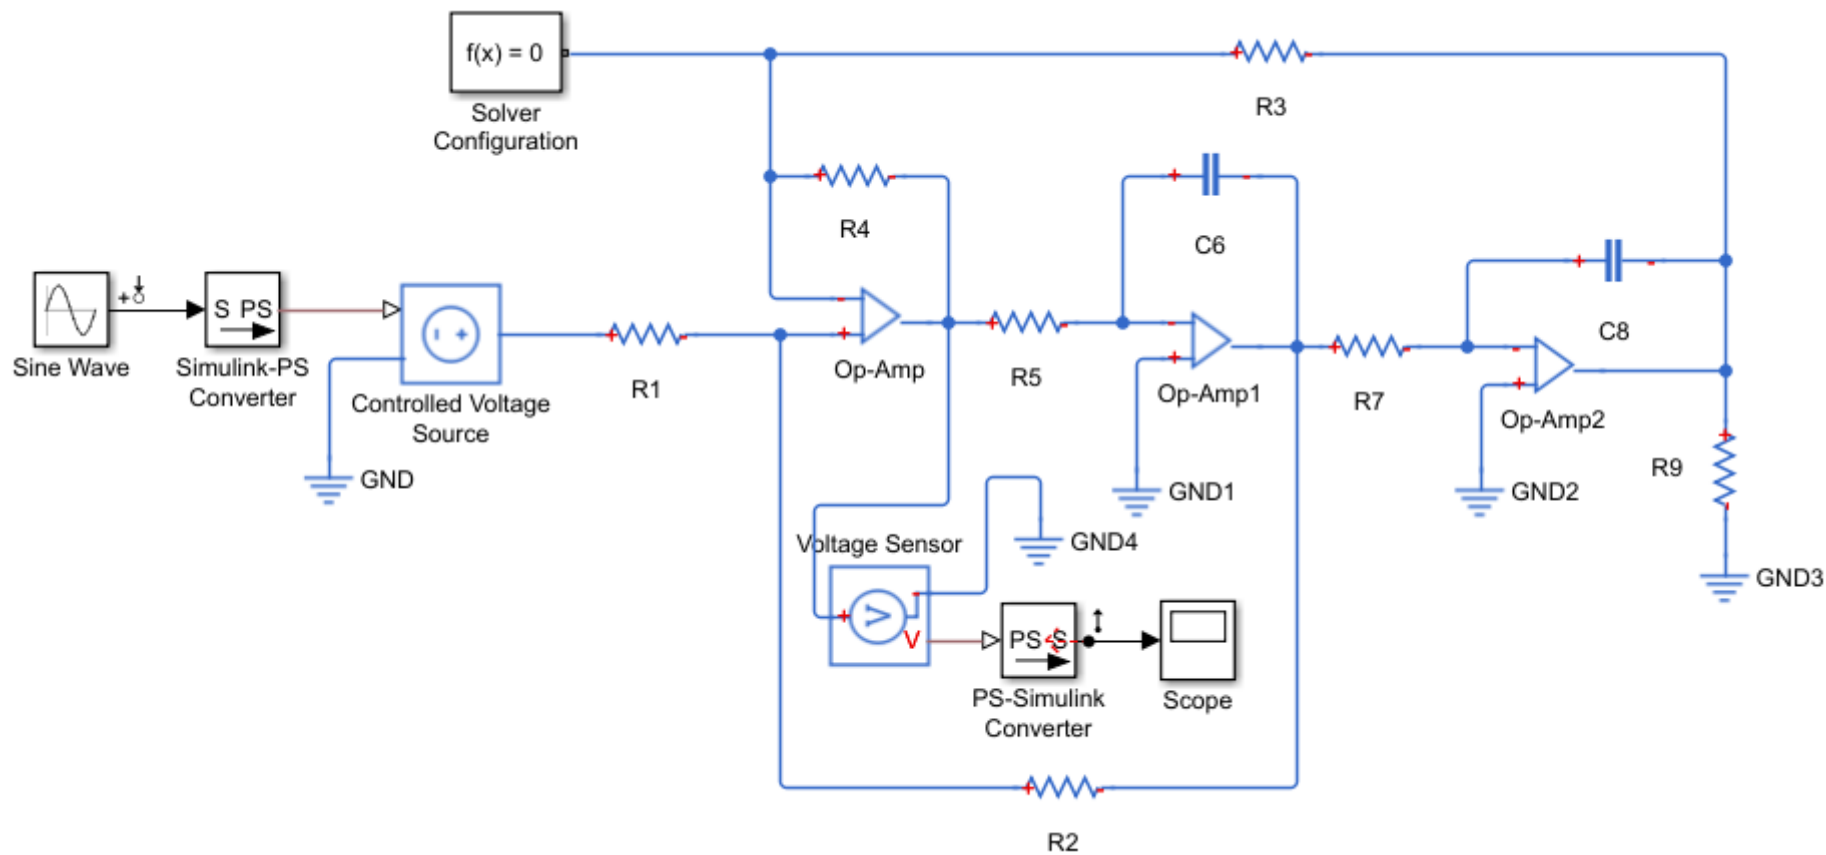 f(x) = 0
Solver
Configuration
R3
R4
C6
S PS
Sine Wave
Simulink-PS
Converter
Controlled Voltage
Source
GND
R1
Op-Amp
R5
Op-Amp1
R7
C8
Op-Amp2
R9
GND1
GND2
GND3
Voltage Sensor
GND4
V
V
PS S
PS-Simulink
Converter
Scope
R2